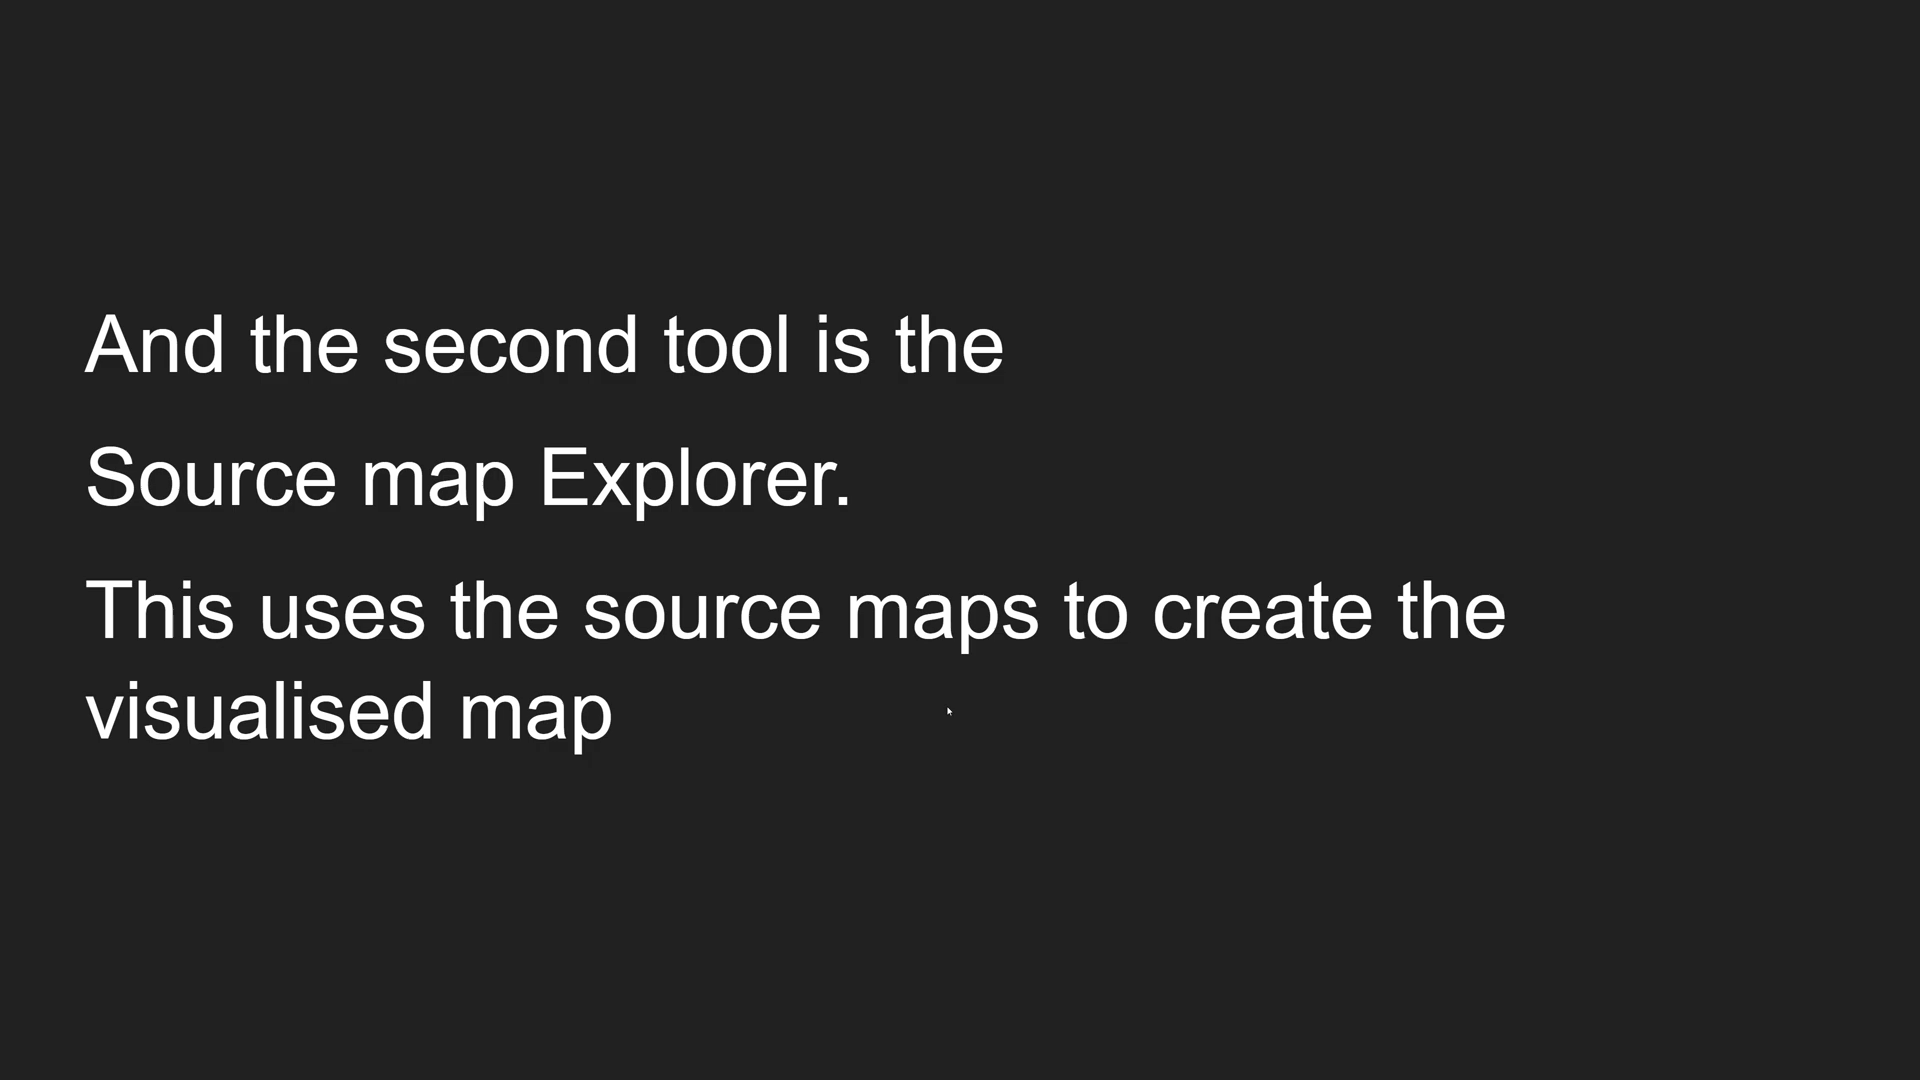 And the second tool is the
Source map Explorer.
This uses the source maps to create the
visualised map